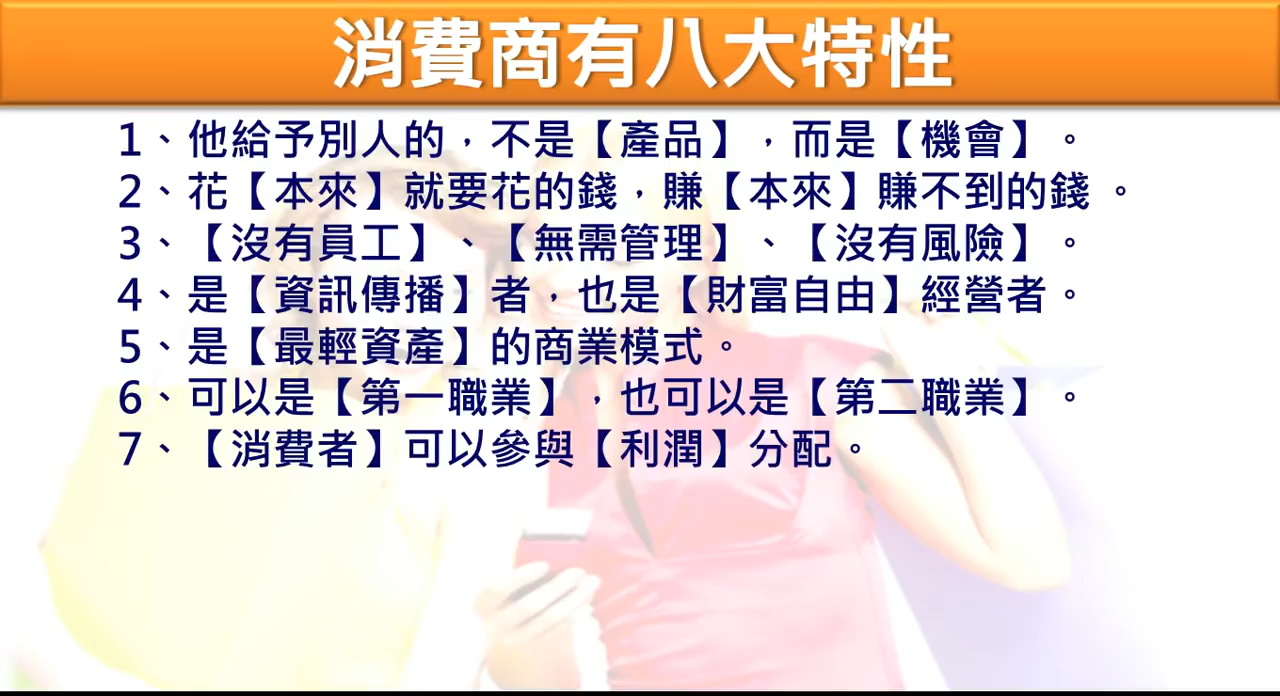 消費商有八大特性
1、他給予別人的，不是【產品】，而是【機會】。
2、花【本來】就要花的錢，賺【本來】賺不到的錢 。
3、【沒有員工】、【無需管理】、【沒有風險】。
4、是【資訊傳播】者，也是【財富自由】經營者。
5、是【最輕資產】的商業模式。
6、可以是【第一職業】，也可以是【第二職業】。
7、【消費者】可以參與【利潤】分配。